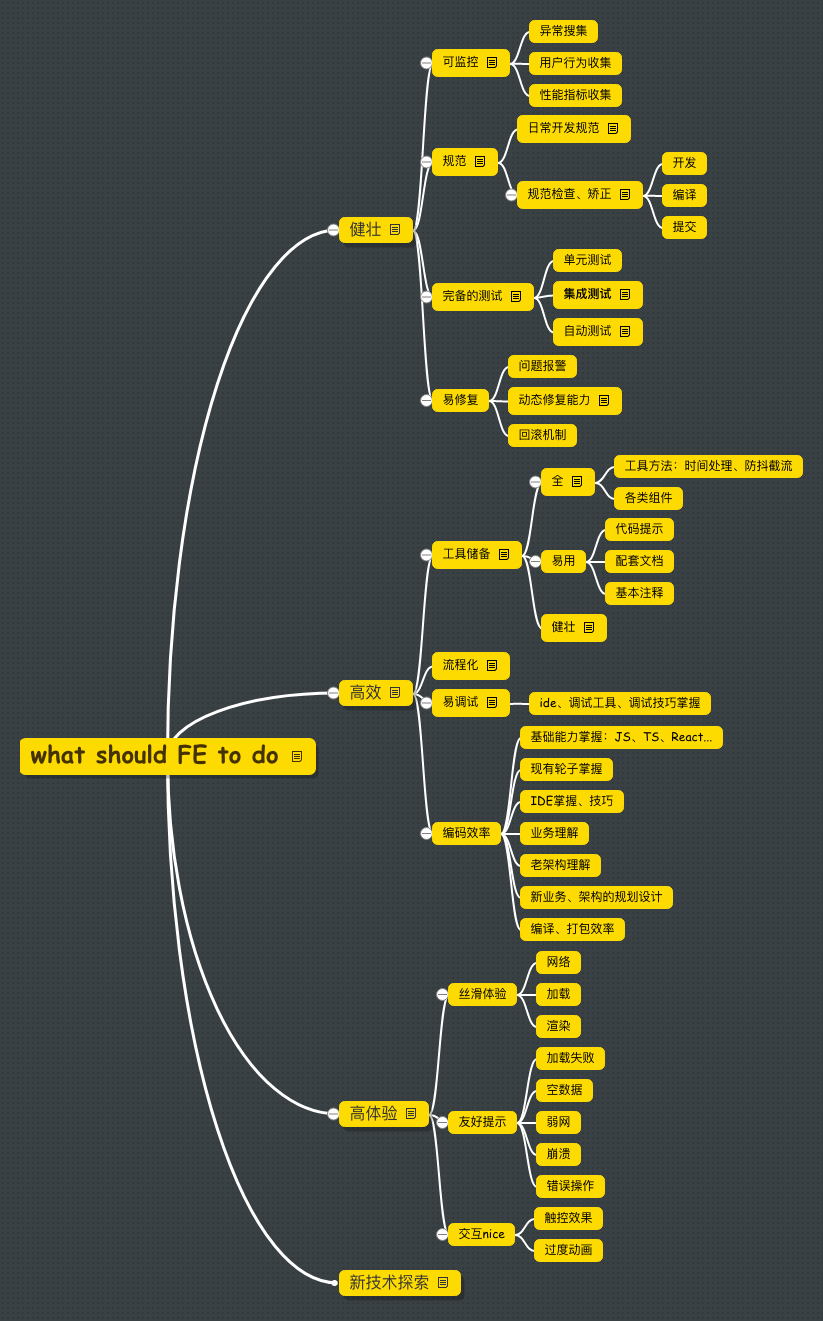 what should FE to do
健壮
可监控
异常搜集
用户行为收集
性能指标收集
规范
日常开发规范
规范检查、矫正
开发
编译
提交
完备的测试
单元测试
集成测试
自动测试
易修复
问题报警
动态修复能力
回滚机制
高效
工具储备
全
工具方法：时间处理、防抖截流
各类组件
易用
代码提示
配套文档
基本注释
健壮
流程化
易调试
ide、调试工具、调试技巧掌握
编码效率
基础能力掌握：JS、TS、React...
现有轮子掌握
IDE掌握、技巧
业务理解
老架构理解
新业务、架构的规划设计
编译、打包效率
高体验
丝滑体验
网络
加载
渲染
友好提示
加载失败
空数据
弱网
崩溃
错误操作
交互nice
触控效果
过度动画
新技术探索